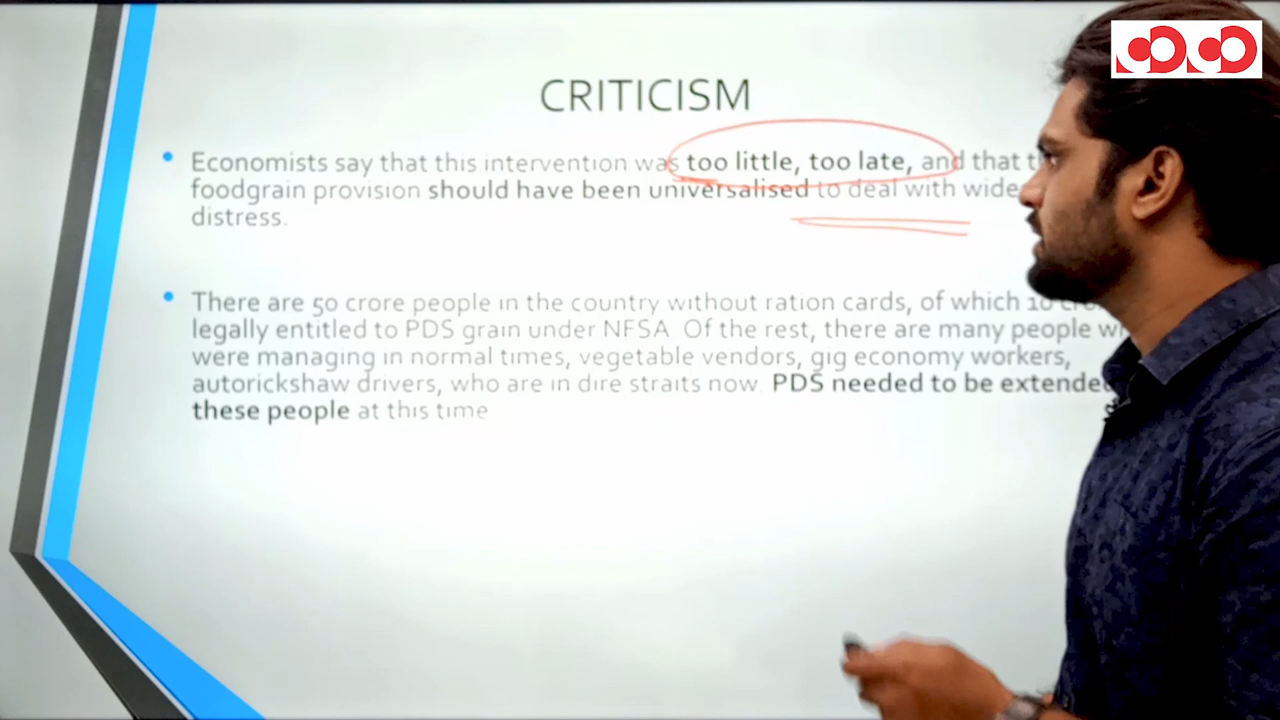 CRITICISM
Economists say that this intervention was too little, too late, and that
foodgrain provision should have been universalised to deal with wide
distress.
There are 50 crore people in the country without ration cards, of which 10
legally entitled to PDS grain under NFSA Of the rest, there are many people
were managing in normal times, vegetable vendors, gig economy workers,
autorickshaw drivers, who are in dire straits now. PDS needed to be
these people at this time